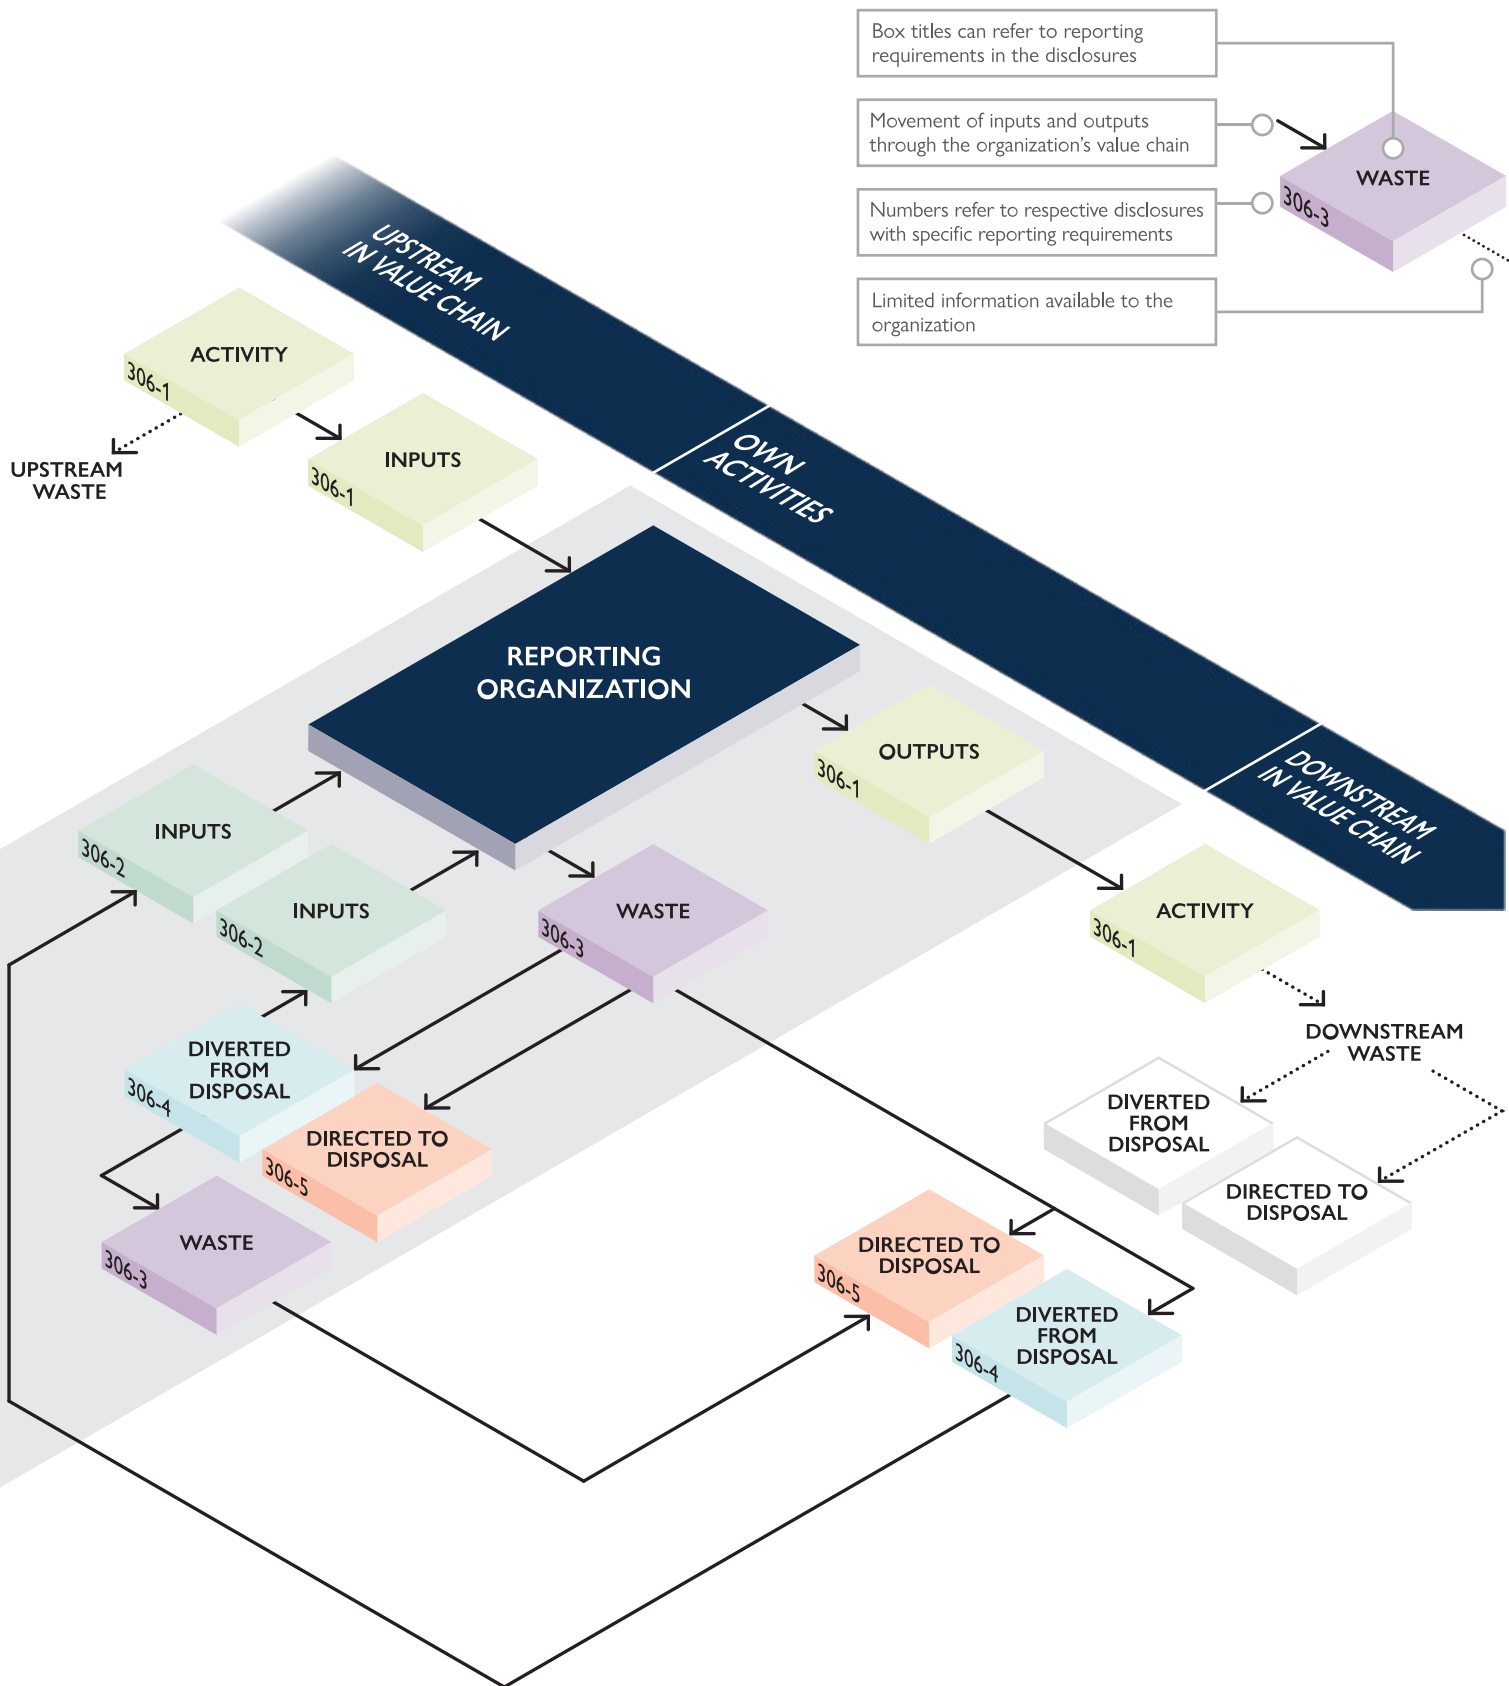 Box titles can refer to reporting
requirements in the disclosures
Movement of inputs and outputs
through the organization's value chain
Numbers refer to respective disclosures
with specific reporting requirements
Limited information available to the
organization
WASTE
306-3
UPSTREAM
IN VALUE CHAIN
OWN
ACTIVITIES
DOWNSTREAM
IN VALUE CHAIN
ACTIVITY
306-1
UPSTREAM
WASTE
INPUTS
306-1
REPORTING
ORGANIZATION
OUTPUTS
306-1
INPUTS
306-2
INPUTS
306-2
WASTE
306-3
ACTIVITY
306-1
DOWNSTREAM
WASTE
DIVERTED
FROM
DISPOSAL
306-4
DIRECTED TO
DISPOSAL
306-5
DIVERTED
FROM
DISPOSAL
DIRECTED TO
DISPOSAL
WASTE
306-3
DIRECTED TO
DISPOSAL
306-5
DIVERTED
FROM
DISPOSAL
306-4